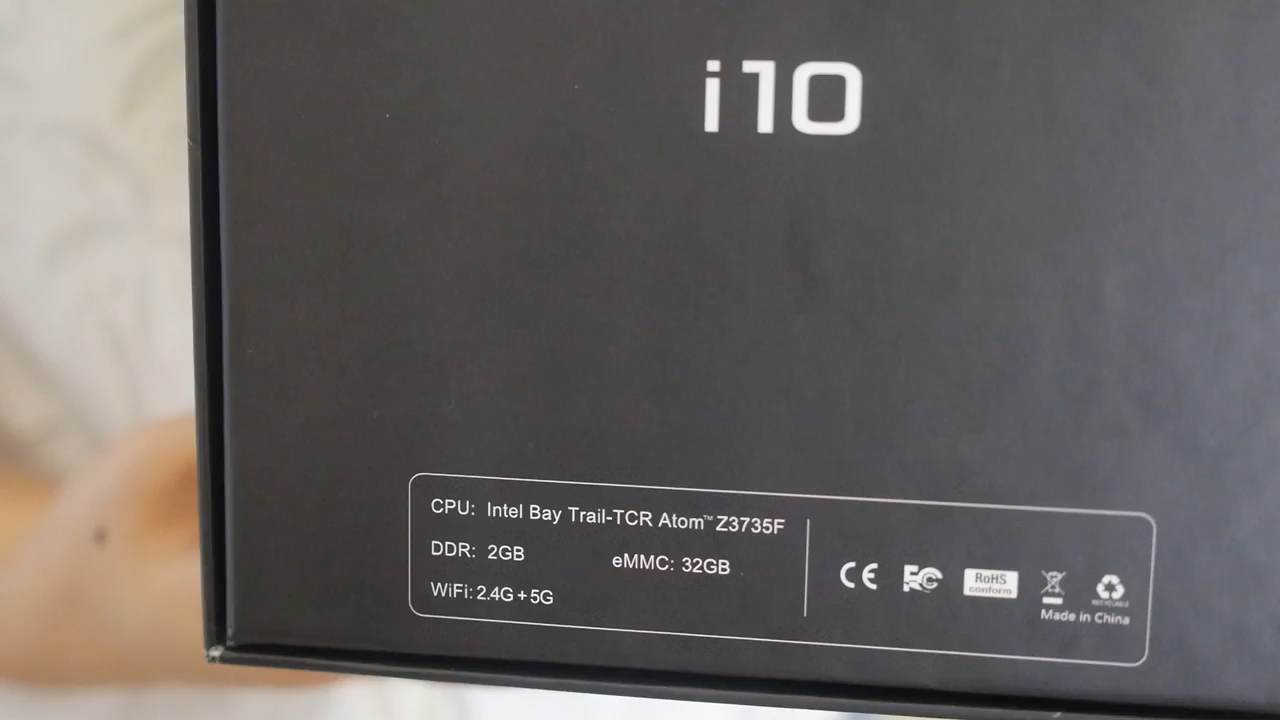 i10
CPU: Intel Bay Trail-TCR Atom™ Z3735F
DDR: 2GB eMMC: 32GB
WiFi: 2.4G+5G
CE FC RoHS
conform
RECYCLABLE
Made in China